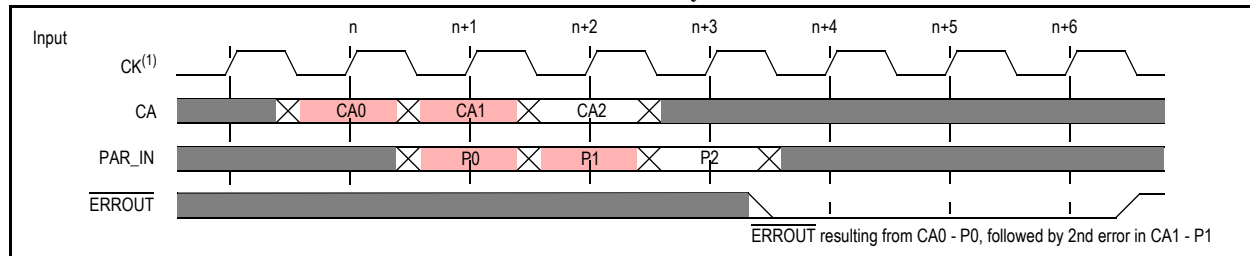 Input
n n+1 n+2 n+3 n+4 n+5 n+6
CK(1)
CA CA0 CA1 CA2
PAR_IN P0 P1 P2
ERROUT
ERROUT resulting from CA0 - P0, followed by 2nd error in CA1 - P1